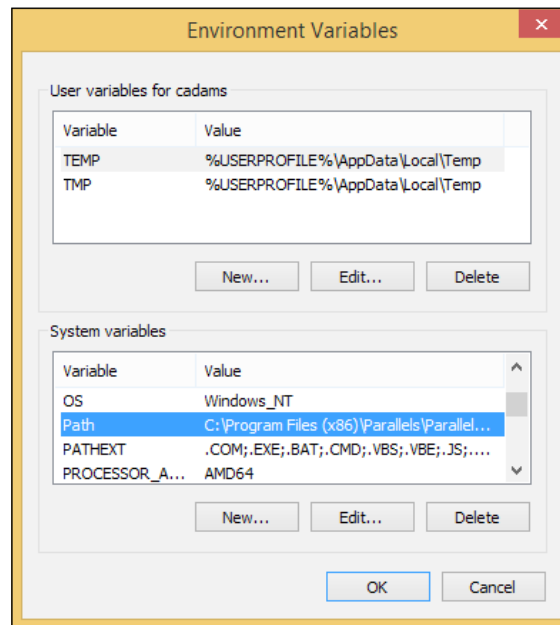 Environment Variables
User variables for cadams
Variable Value
TEMP %USERPROFILE%\AppData\Local\Temp
TMP %USERPROFILE%\AppData\Local\Temp
New... Edit... Delete
System variables
Variable Value
OS Windows_NT
Path C:\Program Files (x86)\Parallels\Parallel...
PATHEXT .COM;.EXE;.BAT;.CMD;.VBS;.VBE;.JS;....
PROCESSOR_A... AMD64
New... Edit... Delete
OK Cancel